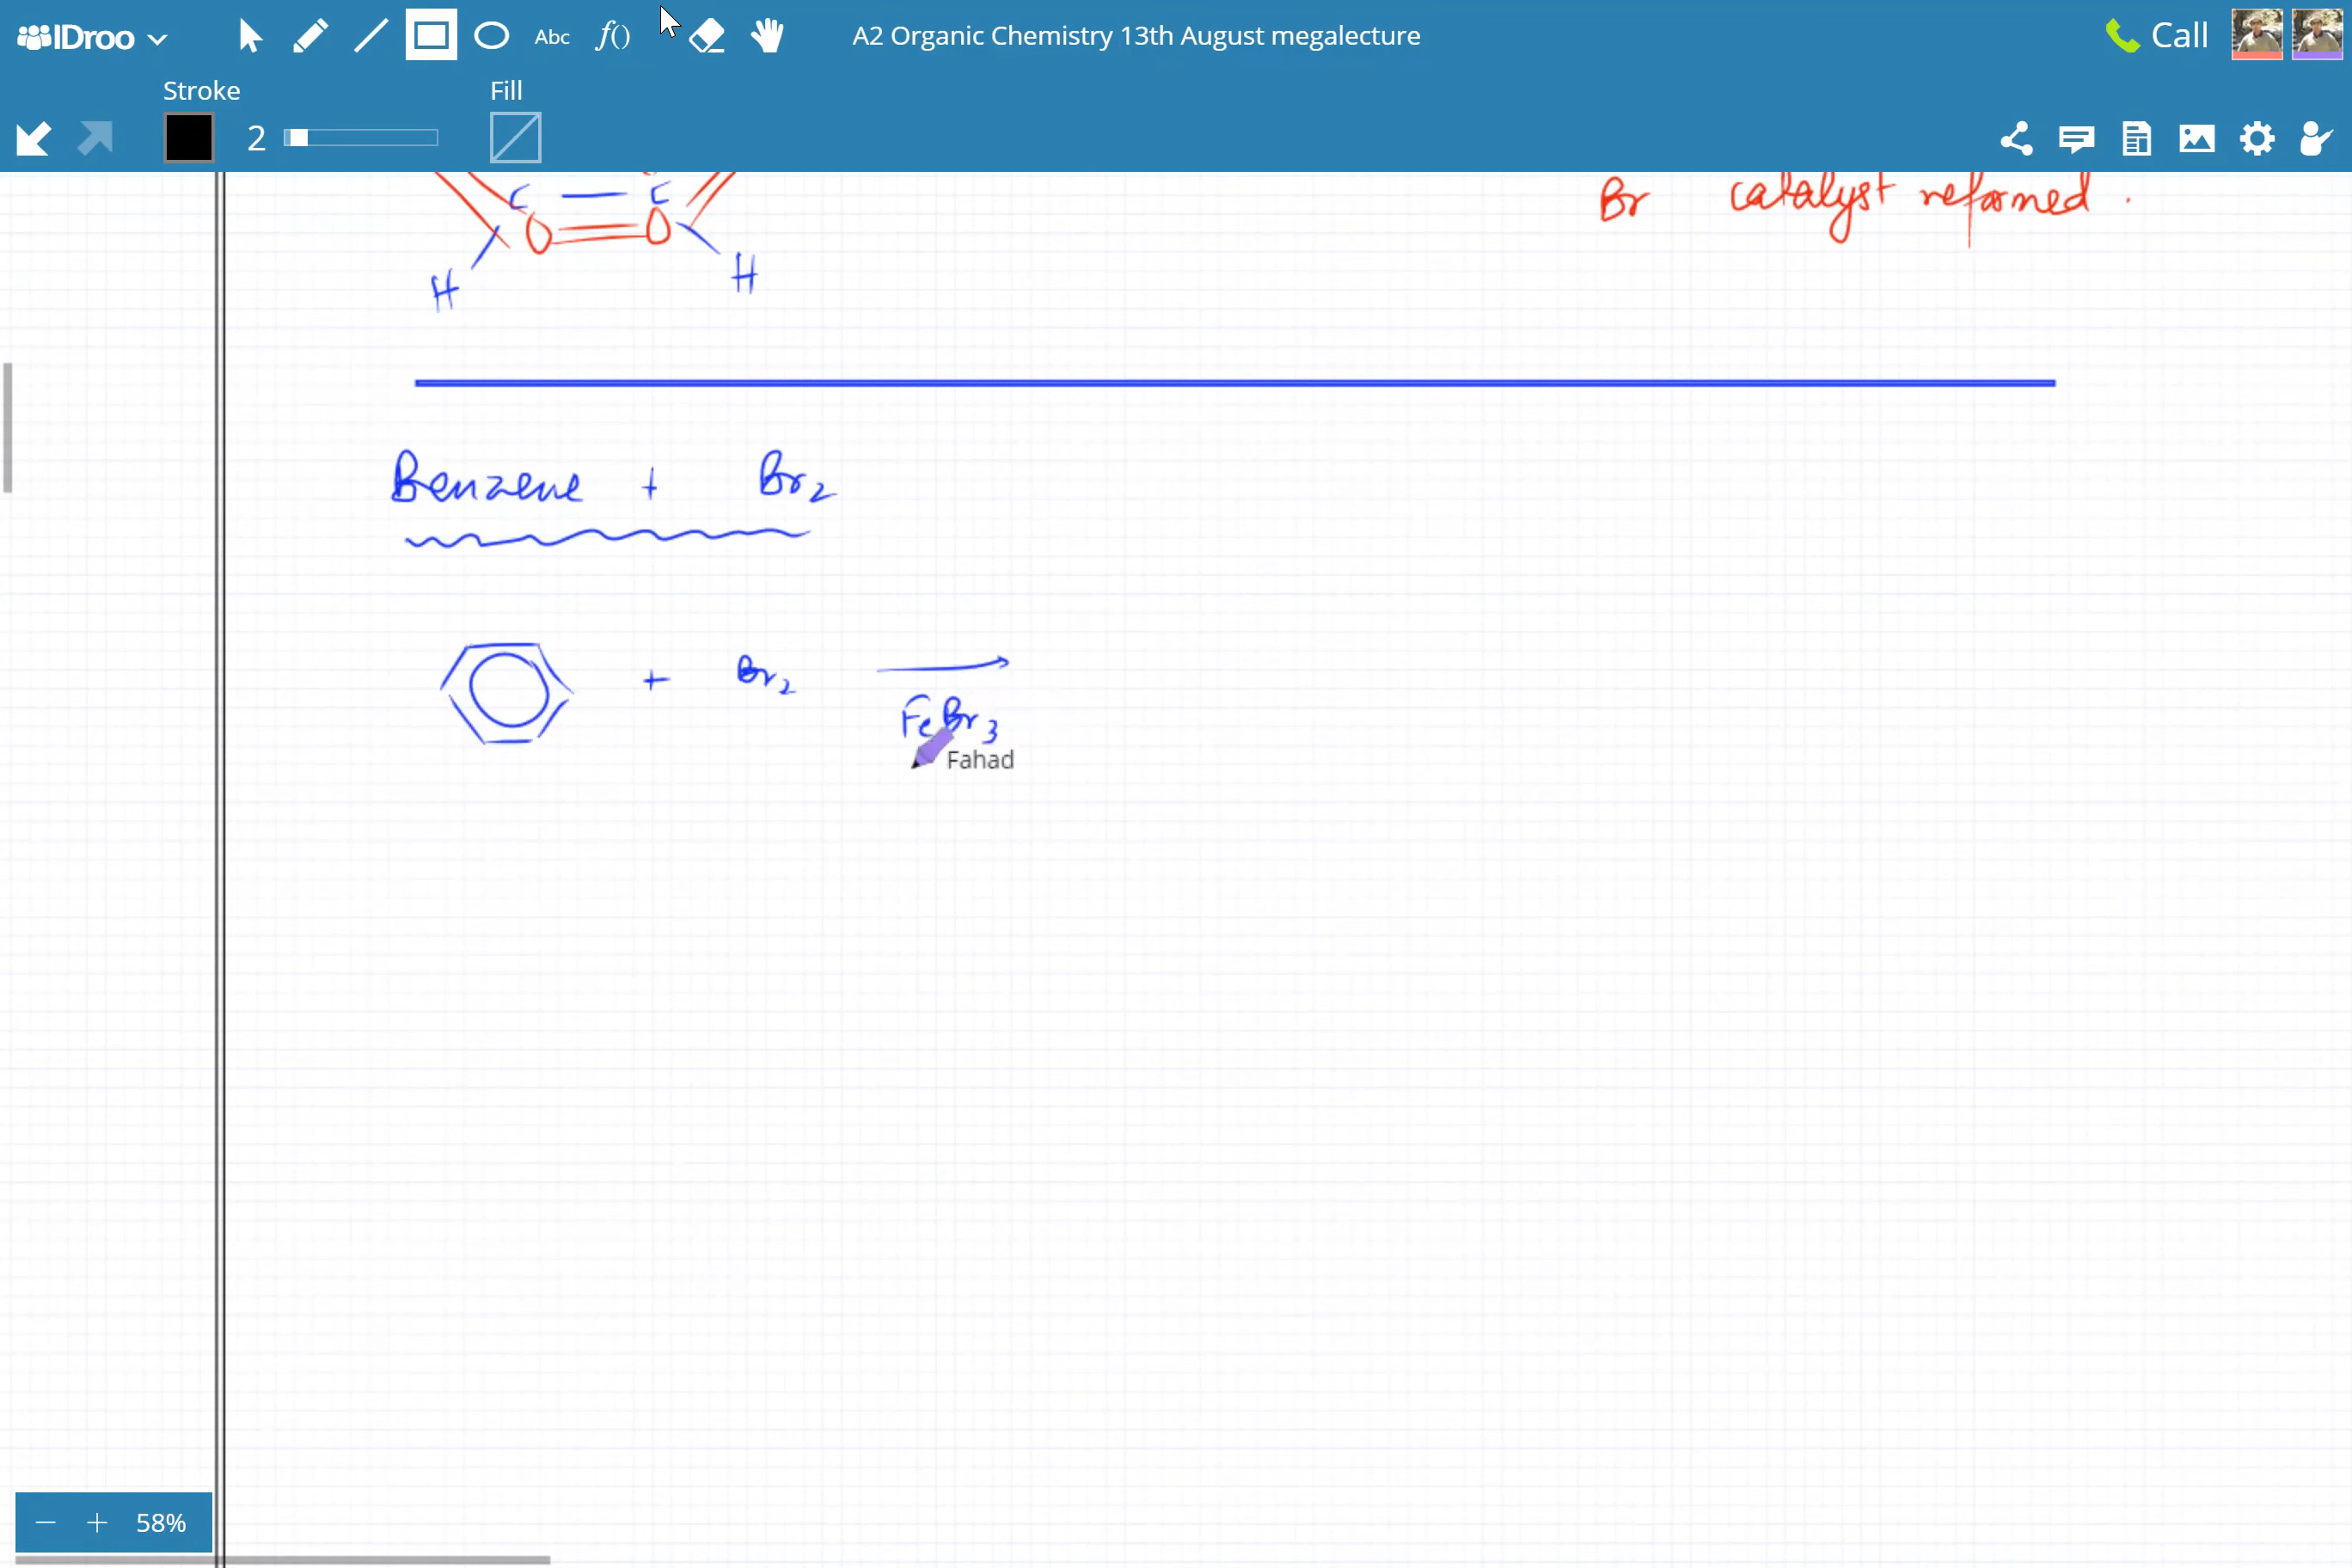 IDroo Abc f() A2 Organic Chemistry 13th August megalecture Call
Stroke Fill
2
Br catalyst reformed .
C = C
O O
H H
Benzene + Br₂
+ Br₂
FeBr₃
Fahad
58%